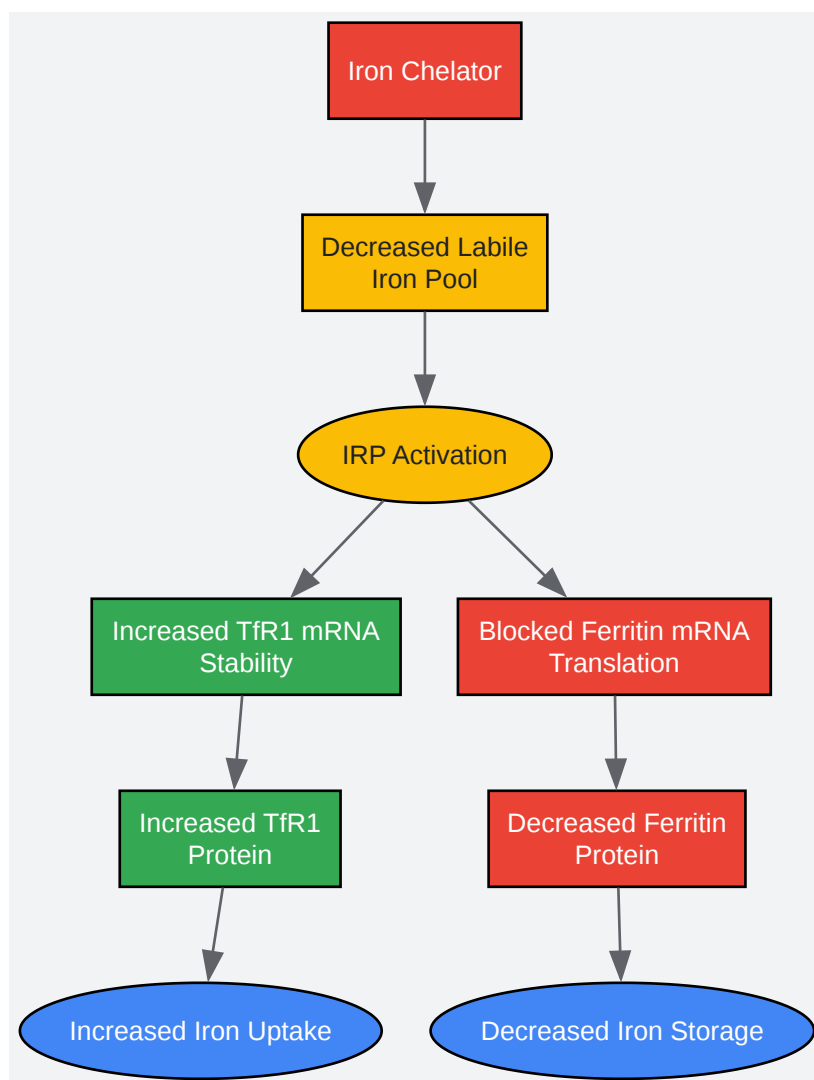 Iron Chelator
Decreased Labile
Iron Pool
IRP Activation
Increased TfR1 mRNA
Stability
Blocked Ferritin mRNA
Translation
Increased TfR1
Protein
Decreased Ferritin
Protein
Increased Iron Uptake
Decreased Iron Storage